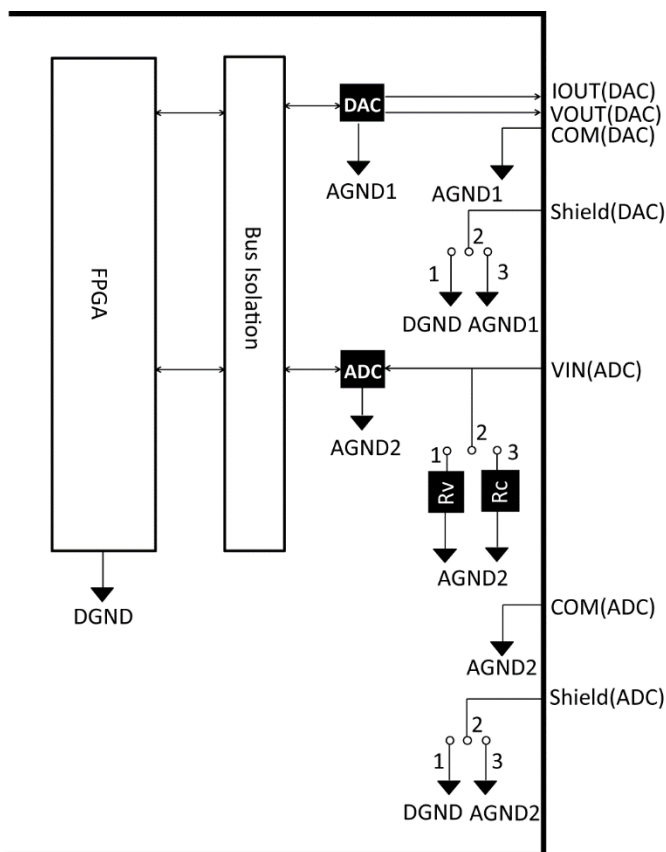 FPGA
Bus Isolation
DAC
IOUT(DAC)
VOUT(DAC)
COM(DAC)
AGND1
AGND1
Shield(DAC)
2
1
3
DGND
AGND1
ADC
VIN(ADC)
AGND2
2
1
3
Rv
Rc
AGND2
DGND
COM(ADC)
AGND2
Shield(ADC)
2
1
3
DGND
AGND2